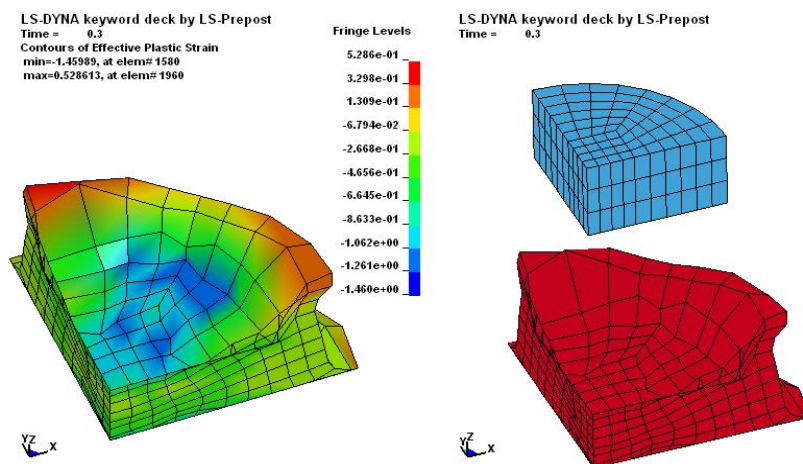 LS-DYNA keyword deck by LS-Prepost
Time = 0.3
Contours of Effective Plastic Strain
min=-1.45989, at elem# 1580
max=0.528613, at elem# 1960
Fringe Levels
5.286e-01
3.298e-01
1.309e-01
-6.794e-02
-2.668e-01
-4.656e-01
-6.645e-01
-8.633e-01
-1.062e+00
-1.261e+00
-1.460e+00
YZ X
LS-DYNA keyword deck by LS-Prepost
Time = 0.3
YZ X